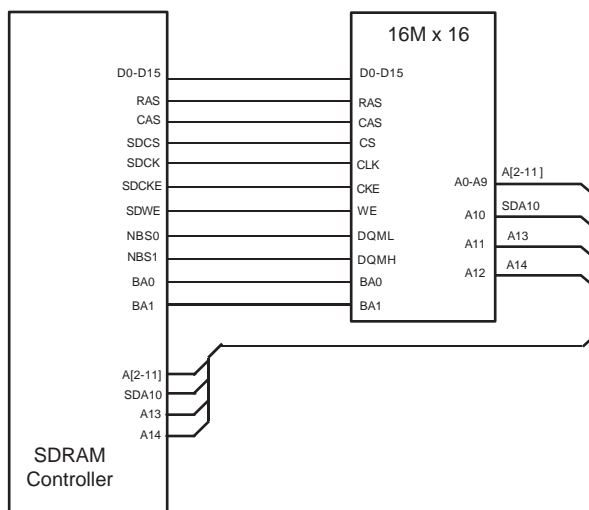 16M x 16
D0-D15
RAS
CAS
SDCS
SDCK
SDCKE
SDWE
NBS0
NBS1
BA0
BA1
A[2-11]
SDA10
A13
A14
SDRAM
Controller
D0-D15
RAS
CAS
CS
CLK
CKE
WE
DQML
DQMH
BA0
BA1
A0-A9
A10
A11
A12
A[2-11]
SDA10
A13
A14